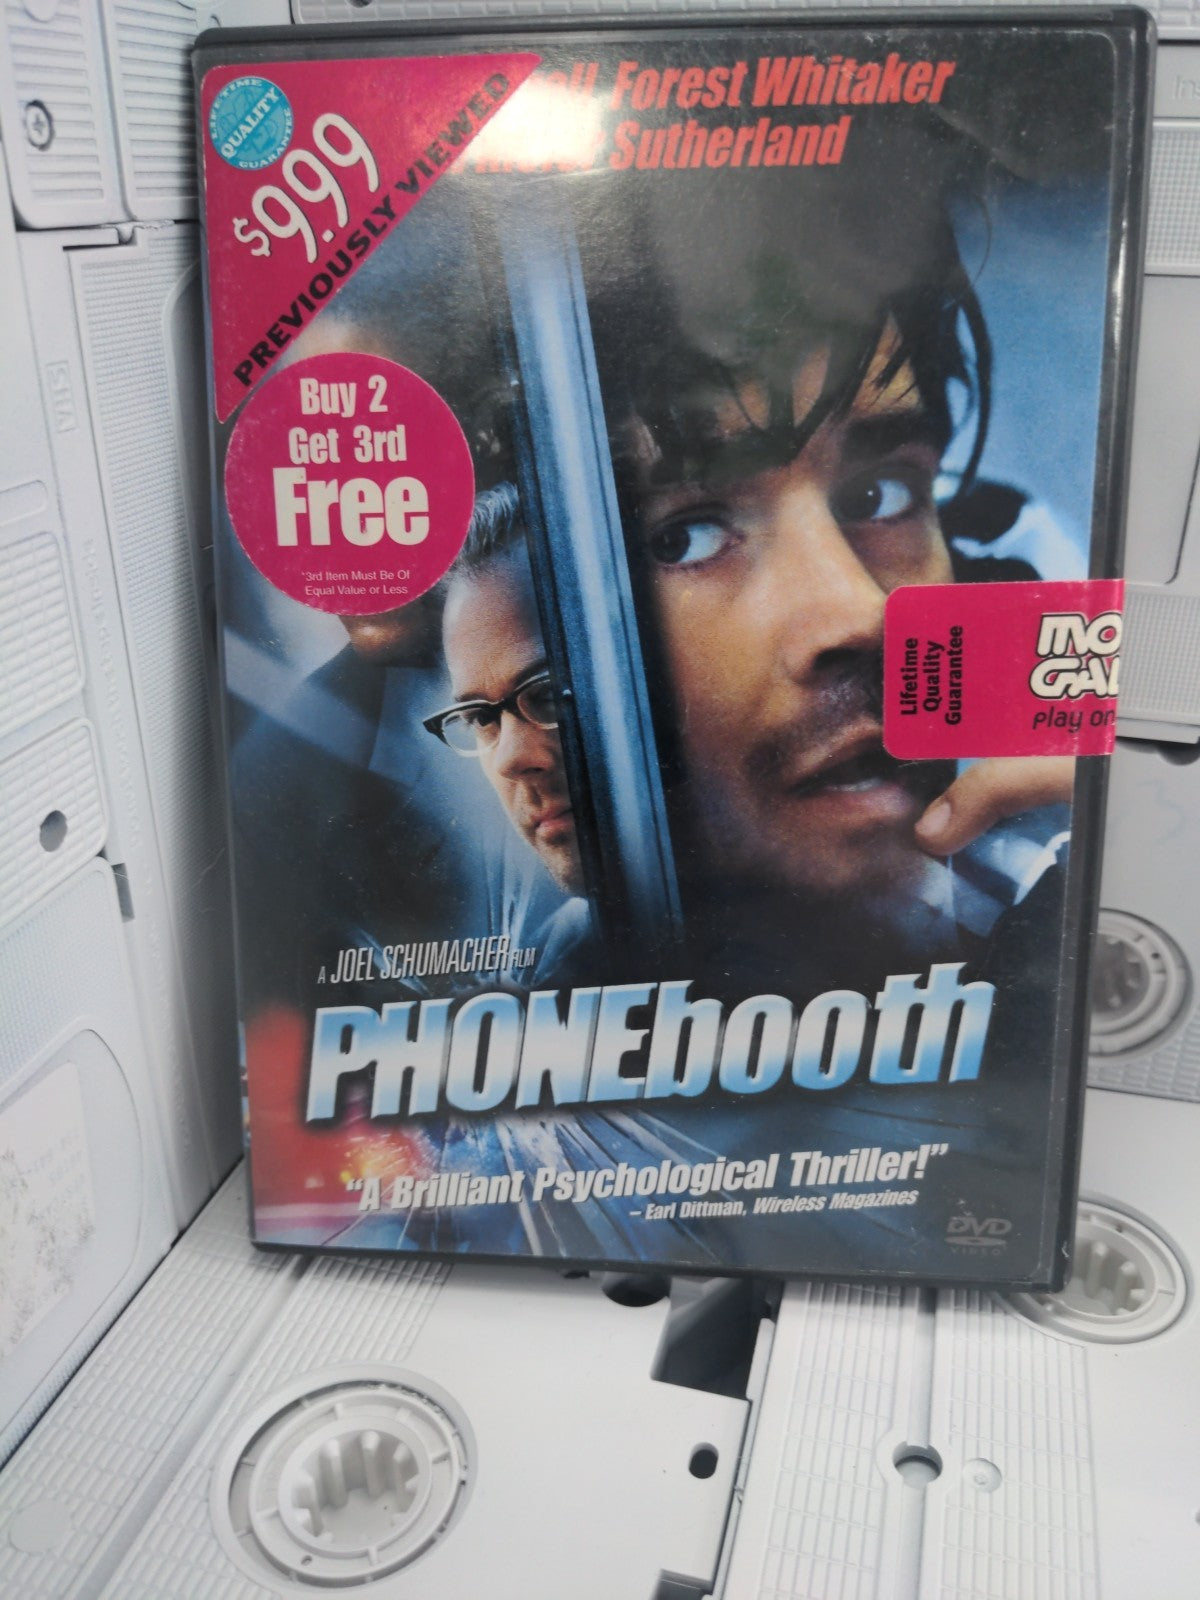 LIFETIME
QUALITY
GUARANTEE
$9.99
PREVIOUSLY VIEWED
Forest Whitaker
Sutherland
Buy 2
Get 3rd
Free
*3rd Item Must Be Of
Equal Value or Less
Lifetime
Quality
Guarantee
play on
A JOEL SCHUMACHER FILM
PHONEbooth
"A Brilliant Psychological Thriller!"
– Earl Dittman, Wireless Magazines
DVD
VIDEO
VHS